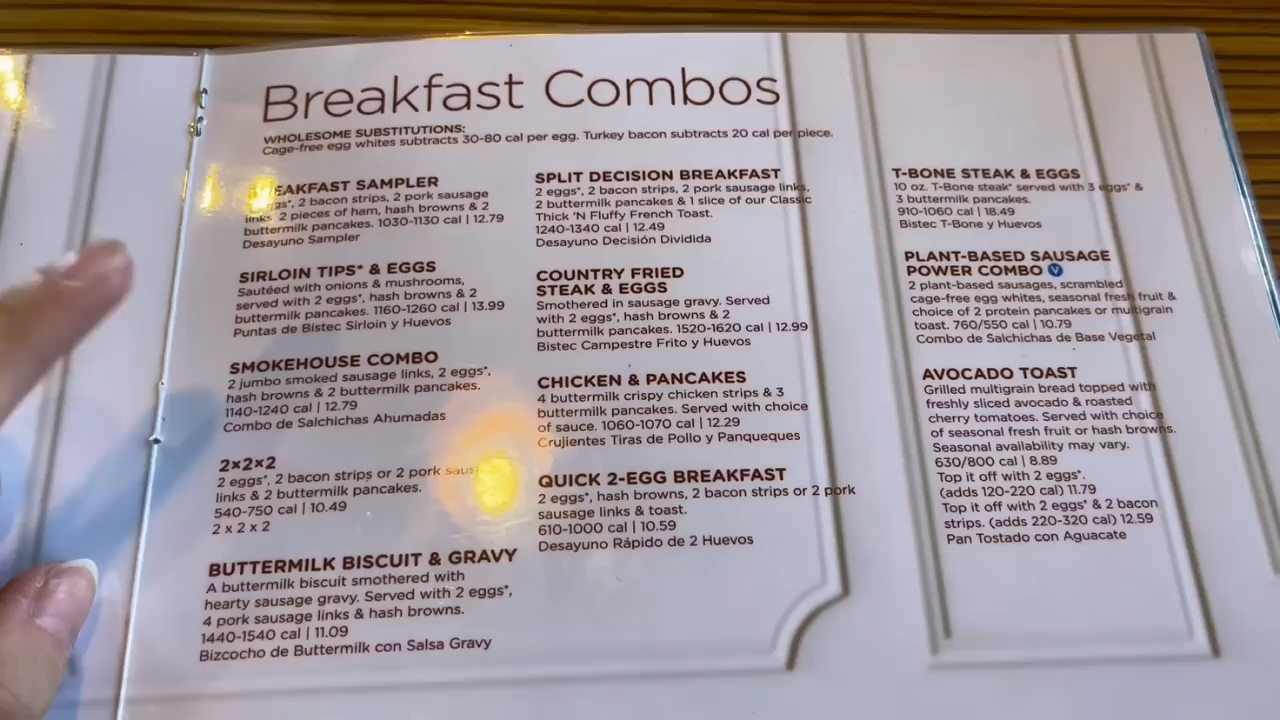 Breakfast Combos
WHOLESOME SUBSTITUTIONS:
Cage-free egg whites subtracts 30-80 cal per egg. Turkey bacon subtracts 20 cal per piece.
BREAKFAST SAMPLER
eggs*, 2 bacon strips, 2 pork sausage
links 2 pieces of ham, hash browns & 2
buttermilk pancakes. 1030-1130 cal | 12.79
Desayuno Sampler
SIRLOIN TIPS* & EGGS
Sautéed with onions & mushrooms,
served with 2 eggs*, hash browns & 2
buttermilk pancakes. 1160-1260 cal | 13.99
Puntas de Bistec Sirloin y Huevos
SMOKEHOUSE COMBO
2 jumbo smoked sausage links, 2 eggs*,
hash browns & 2 buttermilk pancakes.
1140-1240 cal | 12.79
Combo de Salchichas Ahumadas
2×2×2
2 eggs*, 2 bacon strips or 2 pork sausage
links & 2 buttermilk pancakes.
540-750 cal | 10.49
2 x 2 x 2
BUTTERMILK BISCUIT & GRAVY
A buttermilk biscuit smothered with
hearty sausage gravy. Served with 2 eggs*,
4 pork sausage links & hash browns.
1440-1540 cal | 11.09
Bizcocho de Buttermilk con Salsa Gravy
SPLIT DECISION BREAKFAST
2 eggs*, 2 bacon strips, 2 pork sausage links,
2 buttermilk pancakes & 1 slice of our Classic
Thick 'N Fluffy French Toast.
1240-1340 cal | 12.49
Desayuno Decisión Dividida
COUNTRY FRIED
STEAK & EGGS
Smothered in sausage gravy. Served
with 2 eggs*, hash browns & 2
buttermilk pancakes. 1520-1620 cal | 12.99
Bistec Campestre Frito y Huevos
CHICKEN & PANCAKES
4 buttermilk crispy chicken strips & 3
buttermilk pancakes. Served with choice
of sauce. 1060-1070 cal | 12.29
Crujientes Tiras de Pollo y Panqueques
QUICK 2-EGG BREAKFAST
2 eggs*, hash browns, 2 bacon strips or 2 pork
sausage links & toast.
610-1000 cal | 10.59
Desayuno Rápido de 2 Huevos
T-BONE STEAK & EGGS
10 oz. T-Bone steak* served with 3 eggs* &
3 buttermilk pancakes.
910-1060 cal | 18.49
Bistec T-Bone y Huevos
PLANT-BASED SAUSAGE
POWER COMBO V
2 plant-based sausages, scrambled
cage-free egg whites, seasonal fresh fruit &
choice of 2 protein pancakes or multigrain
toast. 760/550 cal | 10.79
Combo de Salchichas de Base Vegetal
AVOCADO TOAST
Grilled multigrain bread topped with
freshly sliced avocado & roasted
cherry tomatoes. Served with choice
of seasonal fresh fruit or hash browns.
Seasonal availability may vary.
630/800 cal | 8.89
Top it off with 2 eggs*.
(adds 120-220 cal) 11.79
Top it off with 2 eggs* & 2 bacon
strips. (adds 220-320 cal) 12.59
Pan Tostado con Aguacate